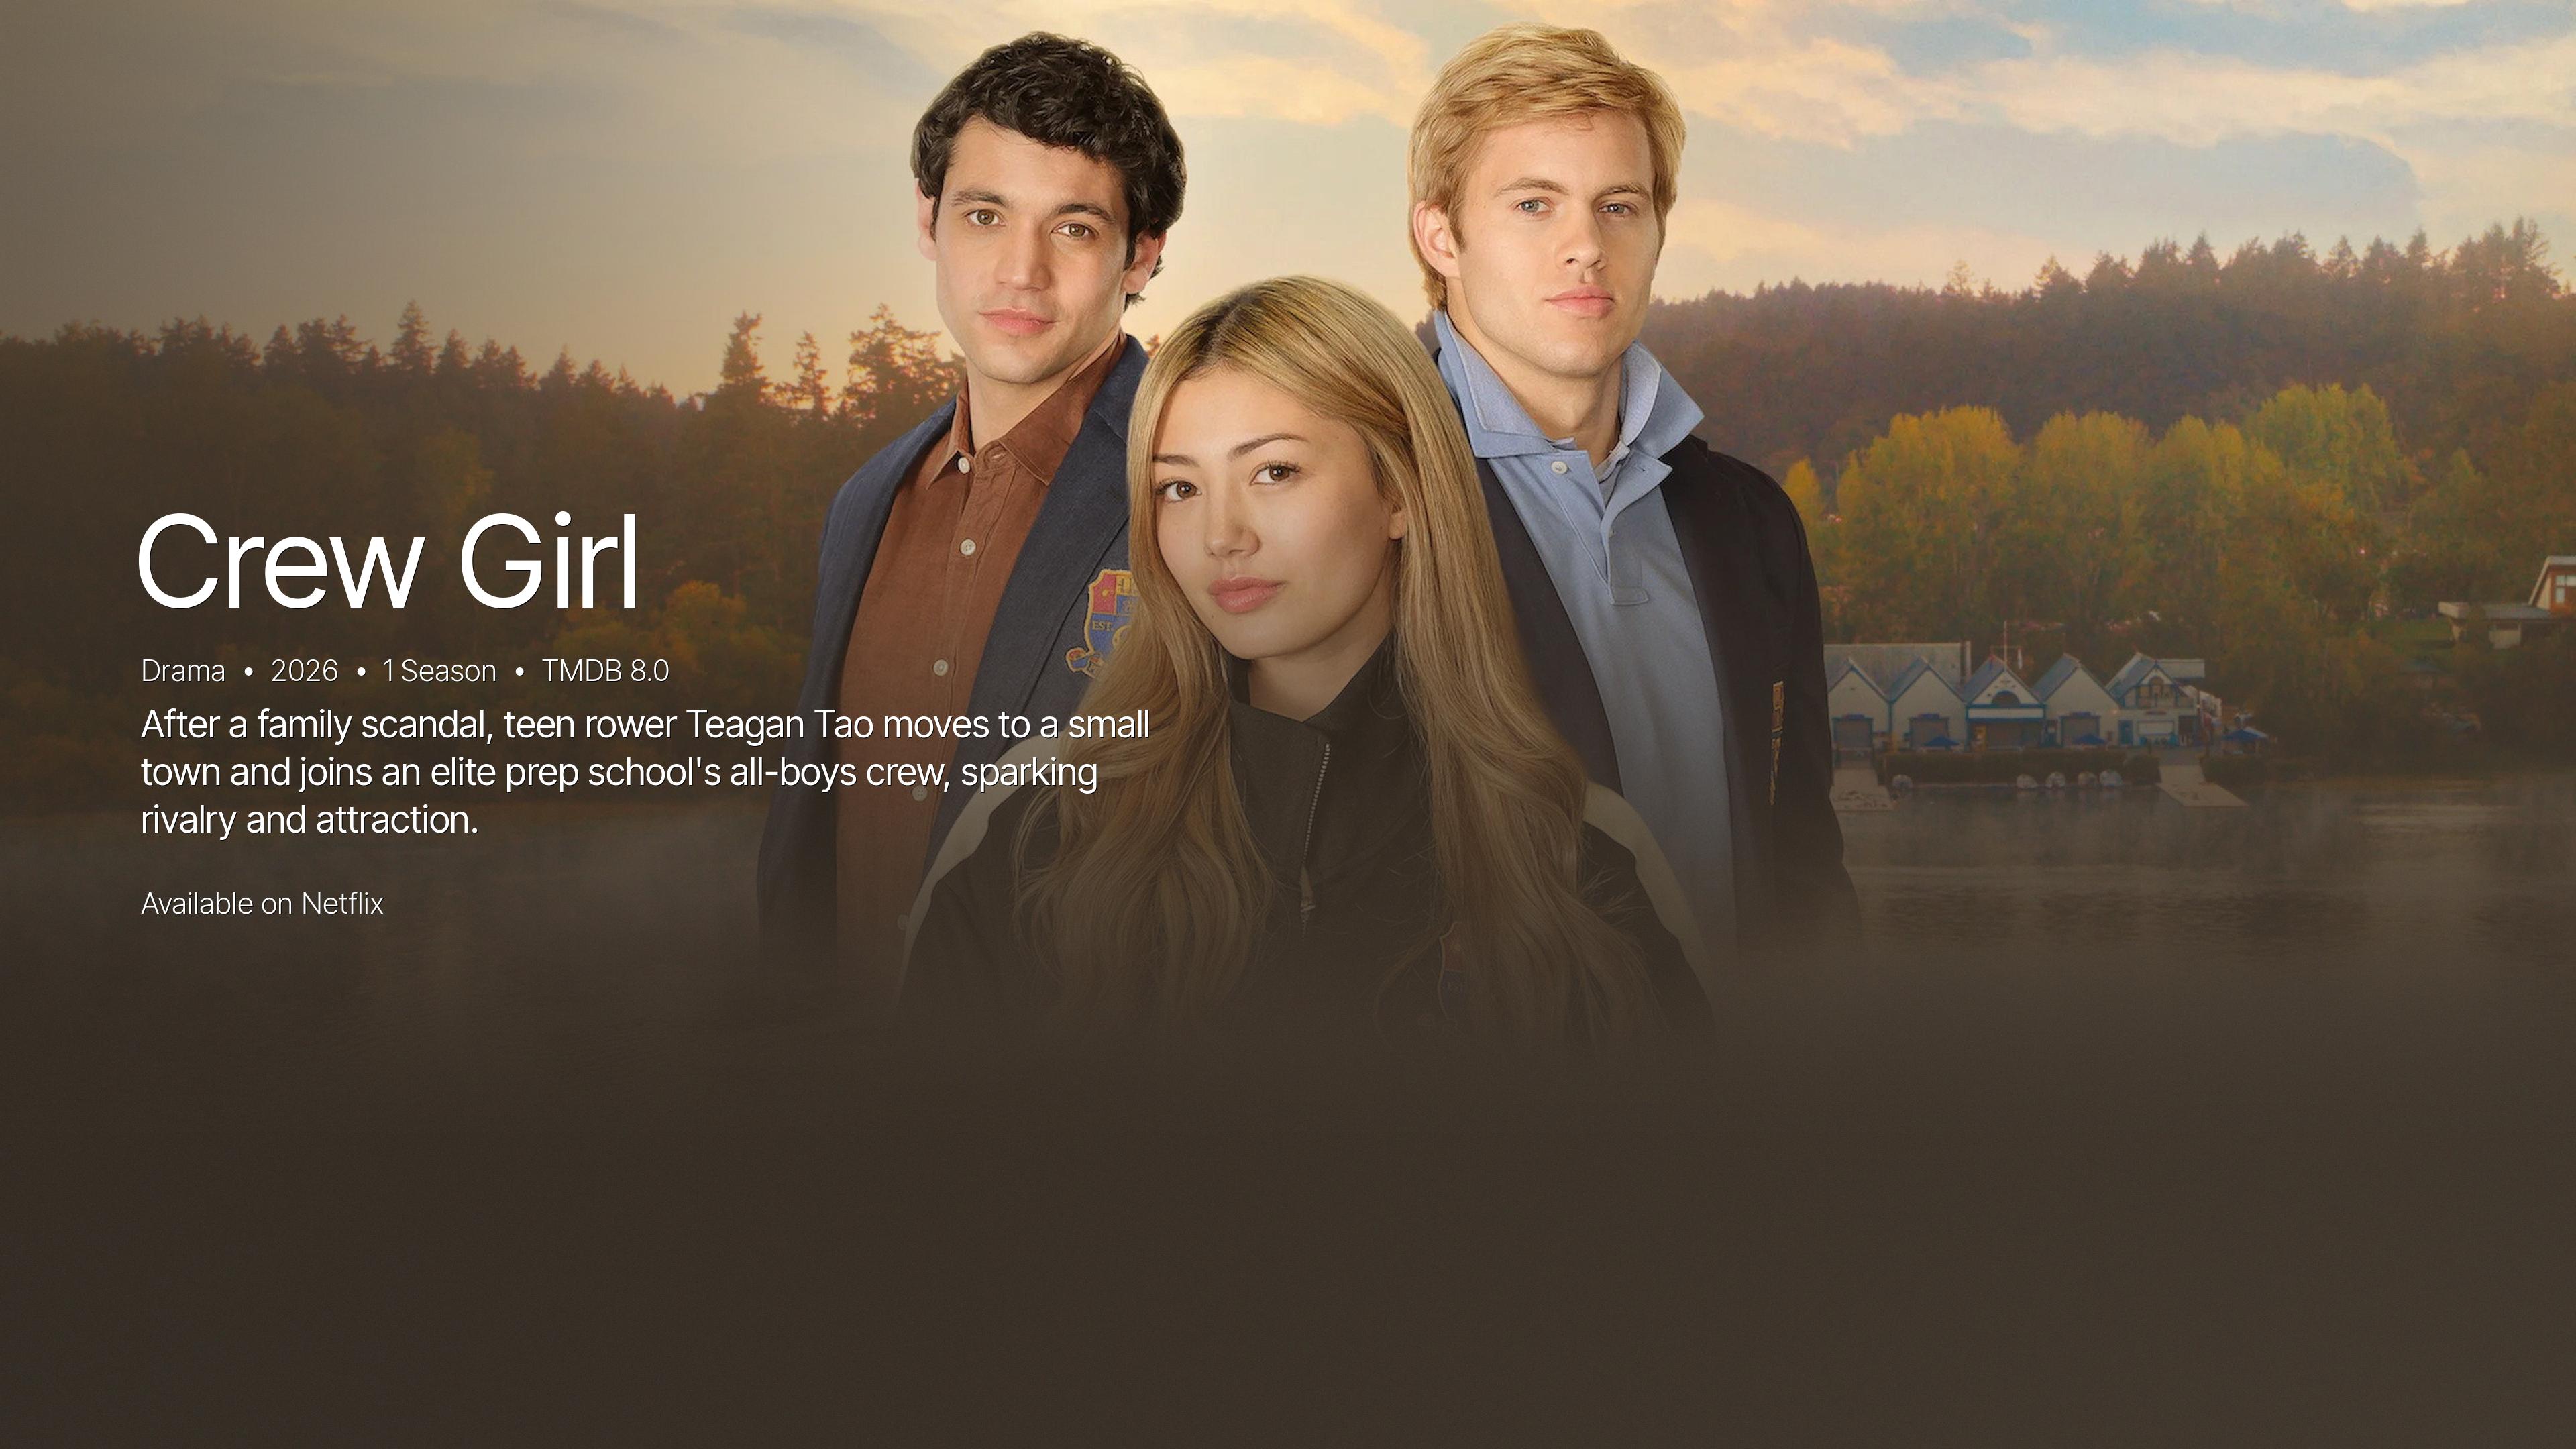 Crew Girl
Drama • 2026 • 1 Season • TMDB 8.0
After a family scandal, teen rower Teagan Tao moves to a small
town and joins an elite prep school's all-boys crew, sparking
rivalry and attraction.
Available on Netflix
EST.